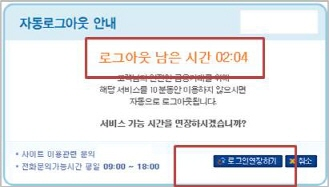 자동로그아웃 안내
로그아웃 남은 시간 02:04
해당 서비스를 10분동안 이용하지 않으시면
자동으로 로그아웃됩니다.
서비스 가능 시간을 연장하시겠습니까?
• 사이트 이용관련 문의
• 전화문의가능시간 평일 09:00 ~ 18:00
로그인연장하기
취소